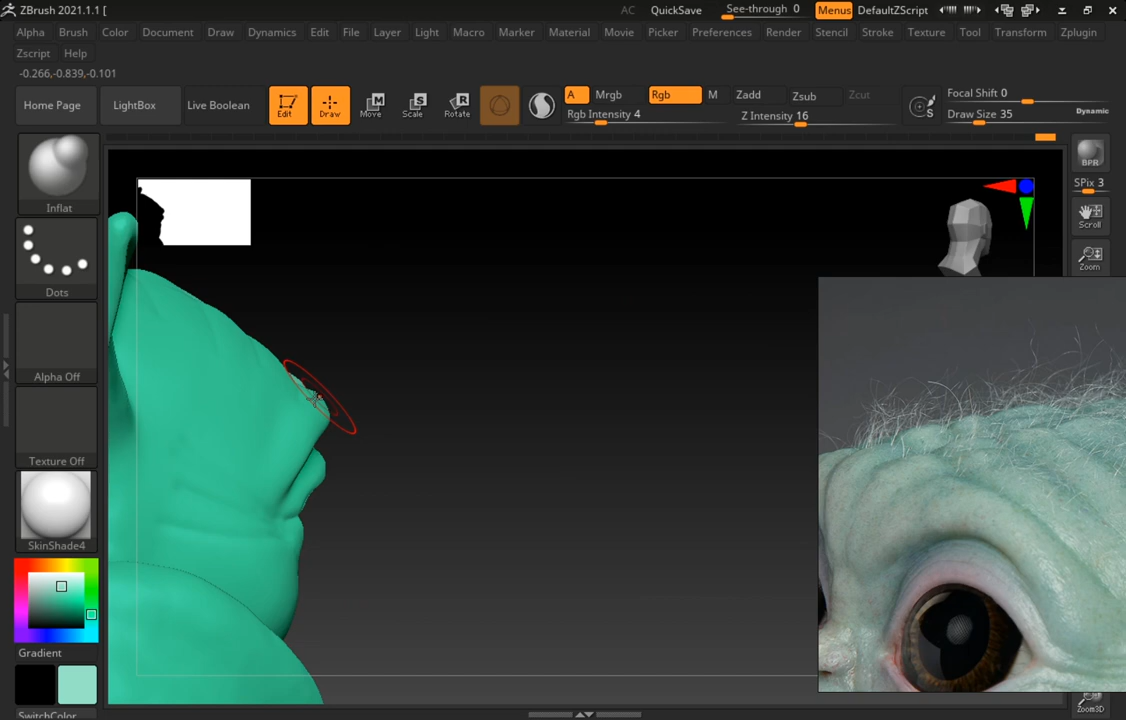 ZBrush 2021.1.1 [
AC QuickSave See-through 0 Menus DefaultZScript
Alpha Brush Color Document Draw Dynamics Edit File Layer Light Macro Marker Material Movie Picker Preferences Render Stencil Stroke Texture Tool Transform Zplugin
Zscript Help
-0.266,-0.839,-0.101
Home Page LightBox Live Boolean Edit Draw Move Scale Rotate A Mrgb Rgb M Zadd Zsub Zcut Focal Shift 0
Rgb Intensity 4 Z Intensity 16 S Draw Size 35 Dynamic
M S R
BPR
SPix 3
Scroll
Zoom
Inflat
Dots
Alpha Off
Texture Off
SkinShade4
Gradient
SwitchColor
Zoom3D